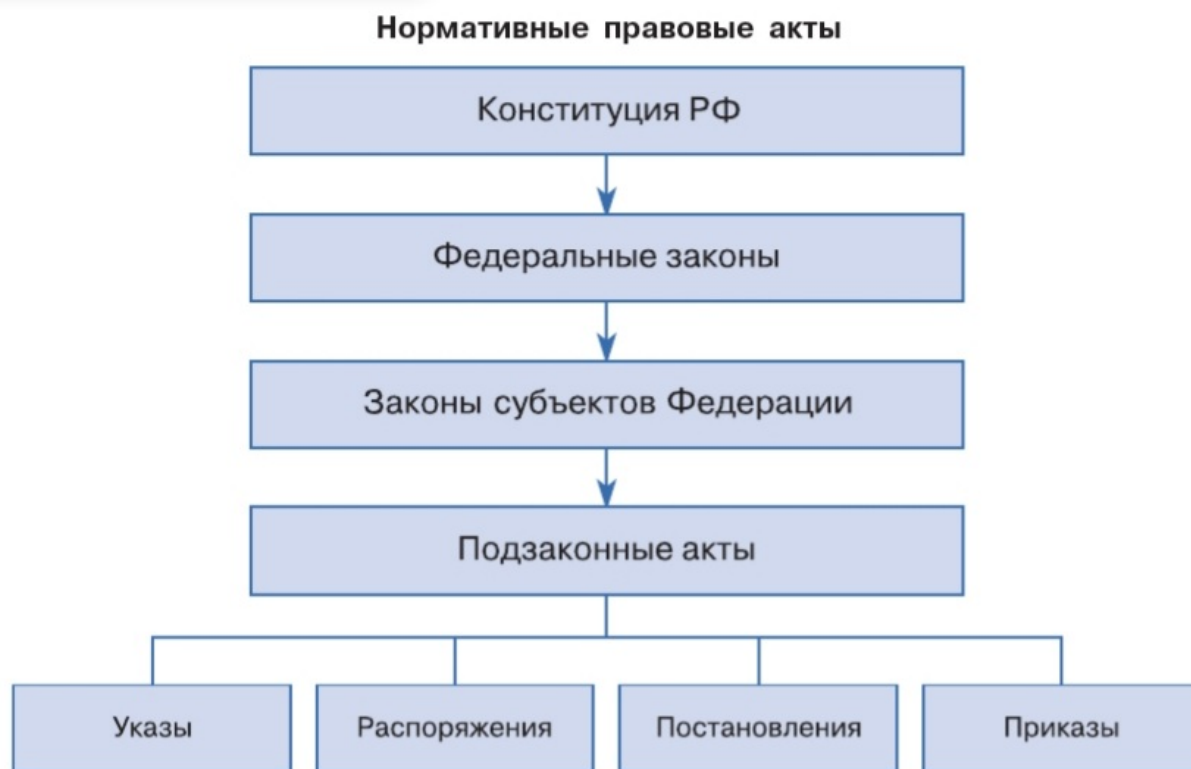 Нормативные правовые акты
Конституция РФ
Федеральные законы
Законы субъектов Федерации
Подзаконные акты
Указы
Распоряжения
Постановления
Приказы